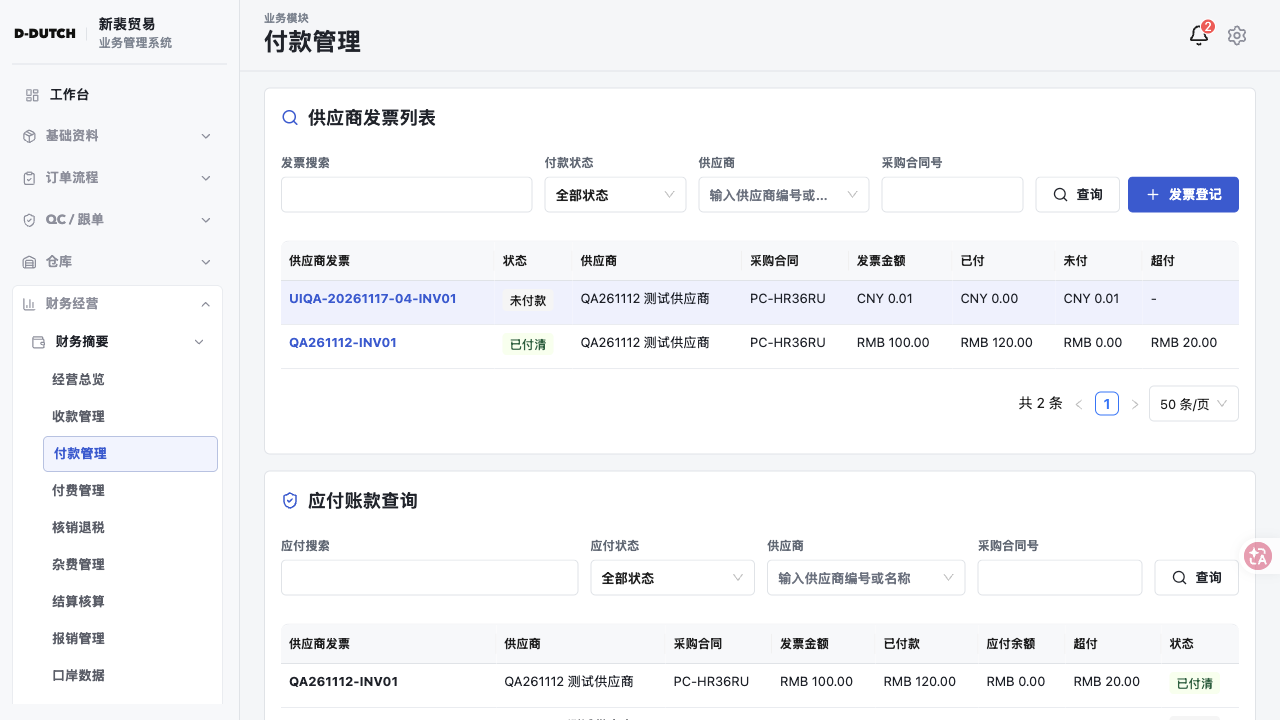 D-DUTCH
新裴贸易
业务管理系统
工作台
基础资料
订单流程
QC / 跟单
仓库
财务经营
财务摘要
经营总览
收款管理
付款管理
付费管理
核销退税
杂费管理
结算核算
报销管理
口岸数据
业务模块
付款管理
2
供应商发票列表
发票搜索 付款状态 供应商 采购合同号
全部状态 输入供应商编号或... 查询 发票登记
供应商发票 状态 供应商 采购合同 发票金额 已付 未付 超付
UIQA-20261117-04-INV01 未付款 QA261112 测试供应商 PC-HR36RU CNY 0.01 CNY 0.00 CNY 0.01 -
QA261112-INV01 已付清 QA261112 测试供应商 PC-HR36RU RMB 100.00 RMB 120.00 RMB 0.00 RMB 20.00
共 2 条 < 1 > 50 条/页
应付账款查询
应付搜索 应付状态 供应商 采购合同号
全部状态 输入供应商编号或名称 查询
供应商发票 供应商 采购合同 发票金额 已付款 应付余额 超付 状态
QA261112-INV01 QA261112 测试供应商 PC-HR36RU RMB 100.00 RMB 120.00 RMB 0.00 RMB 20.00 已付清